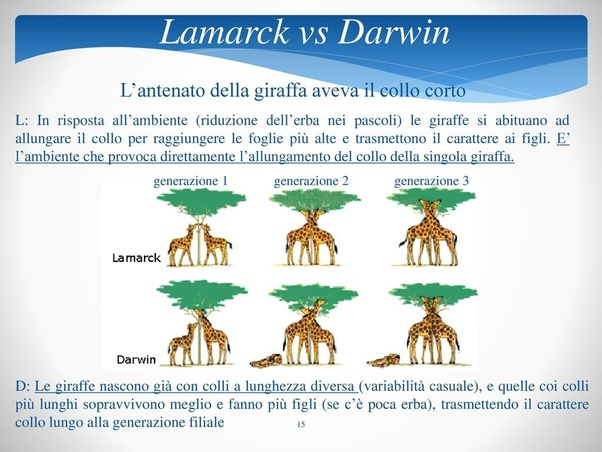 Lamarck vs Darwin
L’antenato della giraffa aveva il collo corto
L: In risposta all’ambiente (riduzione dell’erba nei pascoli) le giraffe si abituano ad
allungare il collo per raggiungere le foglie più alte e trasmettono il carattere ai figli. E’
l’ambiente che provoca direttamente l’allungamento del collo della singola giraffa.
generazione 1 generazione 2 generazione 3
Lamarck
Darwin
D: Le giraffe nascono già con colli a lunghezza diversa (variabilità casuale), e quelle coi colli
più lunghi sopravvivono meglio e fanno più figli (se c’è poca erba), trasmettendo il carattere
collo lungo alla generazione filiale 15